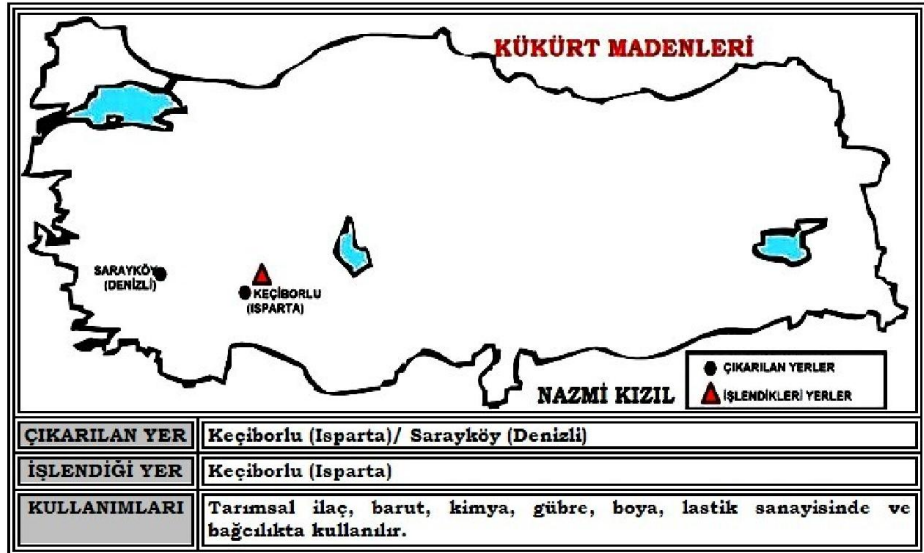 KÜKÜRT MADENLERİ
SARAYKÖY
(DENİZLİ)
KEÇİBORLU
(ISPARTA)
NAZMİ KIZIL
ÇIKARILAN YERLER
İŞLENDİKLERİ YERLER
ÇIKARILAN YER Keçiborlu (Isparta)/ Sarayköy (Denizli)
İŞLENDİĞİ YER Keçiborlu (Isparta)
KULLANIMLARI Tarımsal ilaç, barut, kimya, gübre, boya, lastik sanayisinde ve
bağcılıkta kullanılır.